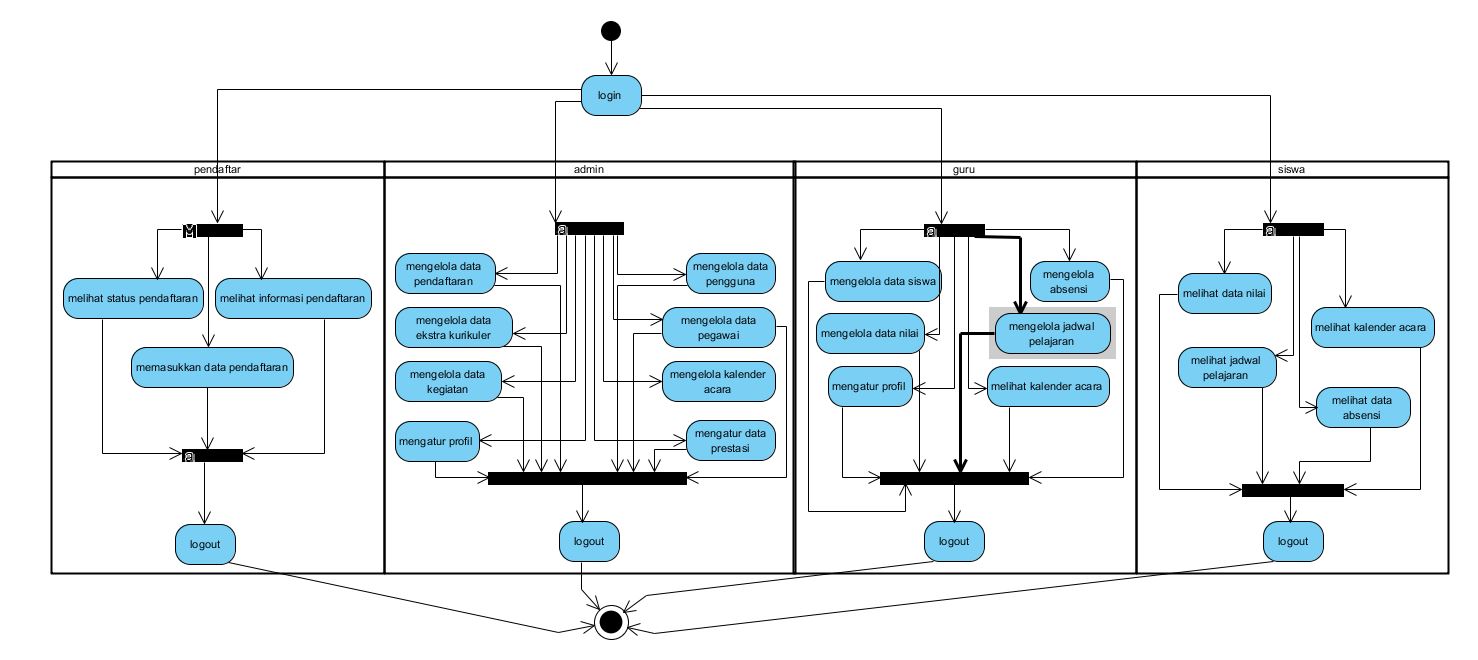 login
pendaftar
admin
guru
siswa
melihat status pendaftaran
melihat informasi pendaftaran
memasukkan data pendaftaran
logout
mengelola data
pendaftaran
mengelola data
pengguna
mengelola data
ekstra kurikuler
mengelola data
pegawai
mengelola data
kegiatan
mengelola kalender
acara
mengatur profil
mengatur data
prestasi
logout
mengelola data siswa
mengelola
absensi
mengelola data nilai
mengelola jadwal
pelajaran
mengatur profil
melihat kalender acara
logout
melihat data nilai
melihat kalender acara
melihat jadwal
pelajaran
melihat data
absensi
logout